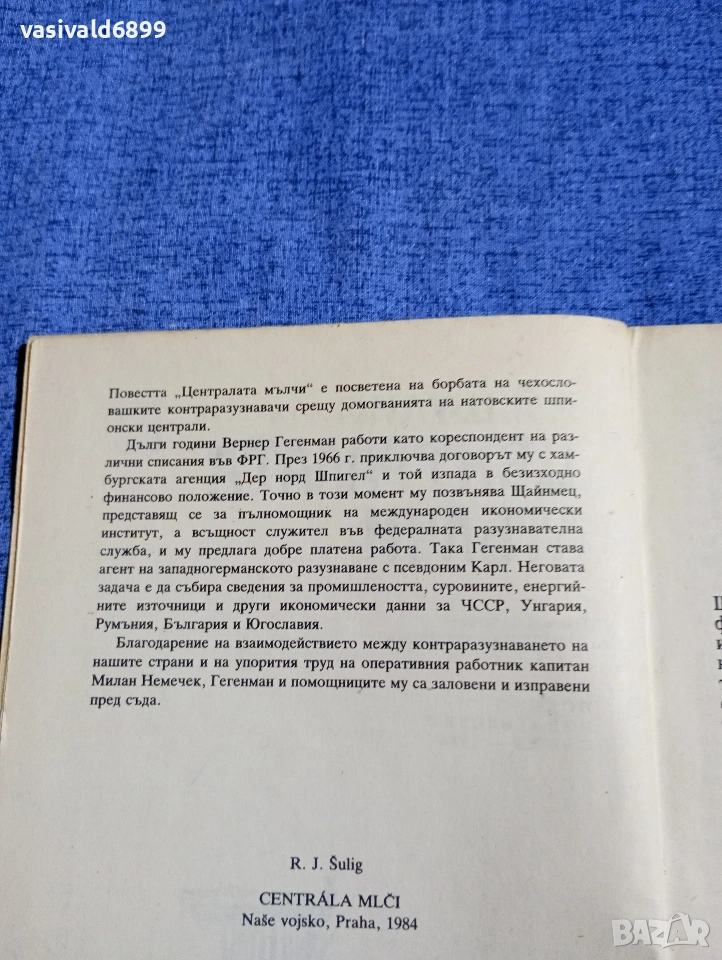 vasivald6899
Повестта „Централата мълчи“ е посветена на борбата на чехосло-
вашките контраразузнавачи срещу домогванията на натовските шпи-
онски централи.
Дълги години Вернер Гегенман работи като кореспондент на раз-
лични списания във ФРГ. През 1966 г. приключва договорът му с хам-
бургската агенция „Дер норд Шпигел“ и той изпада в безизходно
финансово положение. Точно в този момент му позвънява Щайнмец,
представящ се за пълномощник на международен икономически
институт, а всъщност служител във федералната разузнавателна
служба, и му предлага добре платена работа. Така Гегенман става
агент на западногерманското разузнаване с псевдоним Карл. Неговата
задача е да събира сведения за промишлеността, суровините, енергий-
ните източници и други икономически данни за ЧССР, Унгария,
Румъния, България и Югославия.
Благодарение на взаимодействието между контраразузнаването на
нашите страни и на упорития труд на оперативния работник капитан
Милан Немечек, Гегенман и помощниците му са заловени и изправени
пред съда.
R. J. Šulig
CENTRÁLA MLČI
Naše vojsko, Praha, 1984
BAZAR